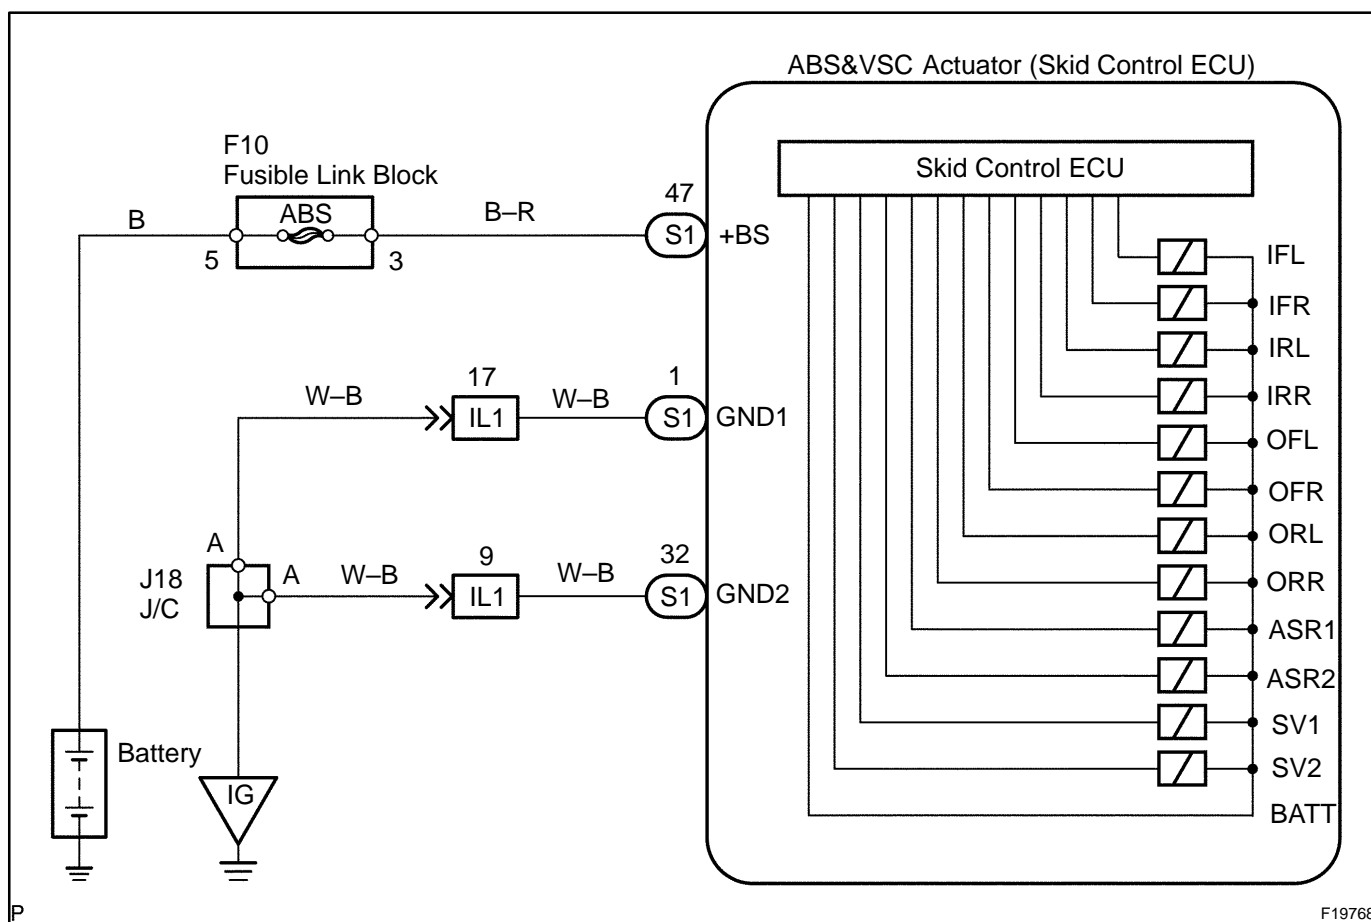 ABS&VSC Actuator (Skid Control ECU)
F10
Fusible Link Block
Skid Control ECU
B
ABS
B–R
47
S1
+BS
5
3
IFL
IFR
IRL
IRR
OFL
OFR
ORL
ORR
ASR1
ASR2
SV1
SV2
BATT
W–B
17
IL1
W–B
1
S1
GND1
A
J18
J/C
A
W–B
9
IL1
W–B
32
S1
GND2
Battery
IG
P
F19768